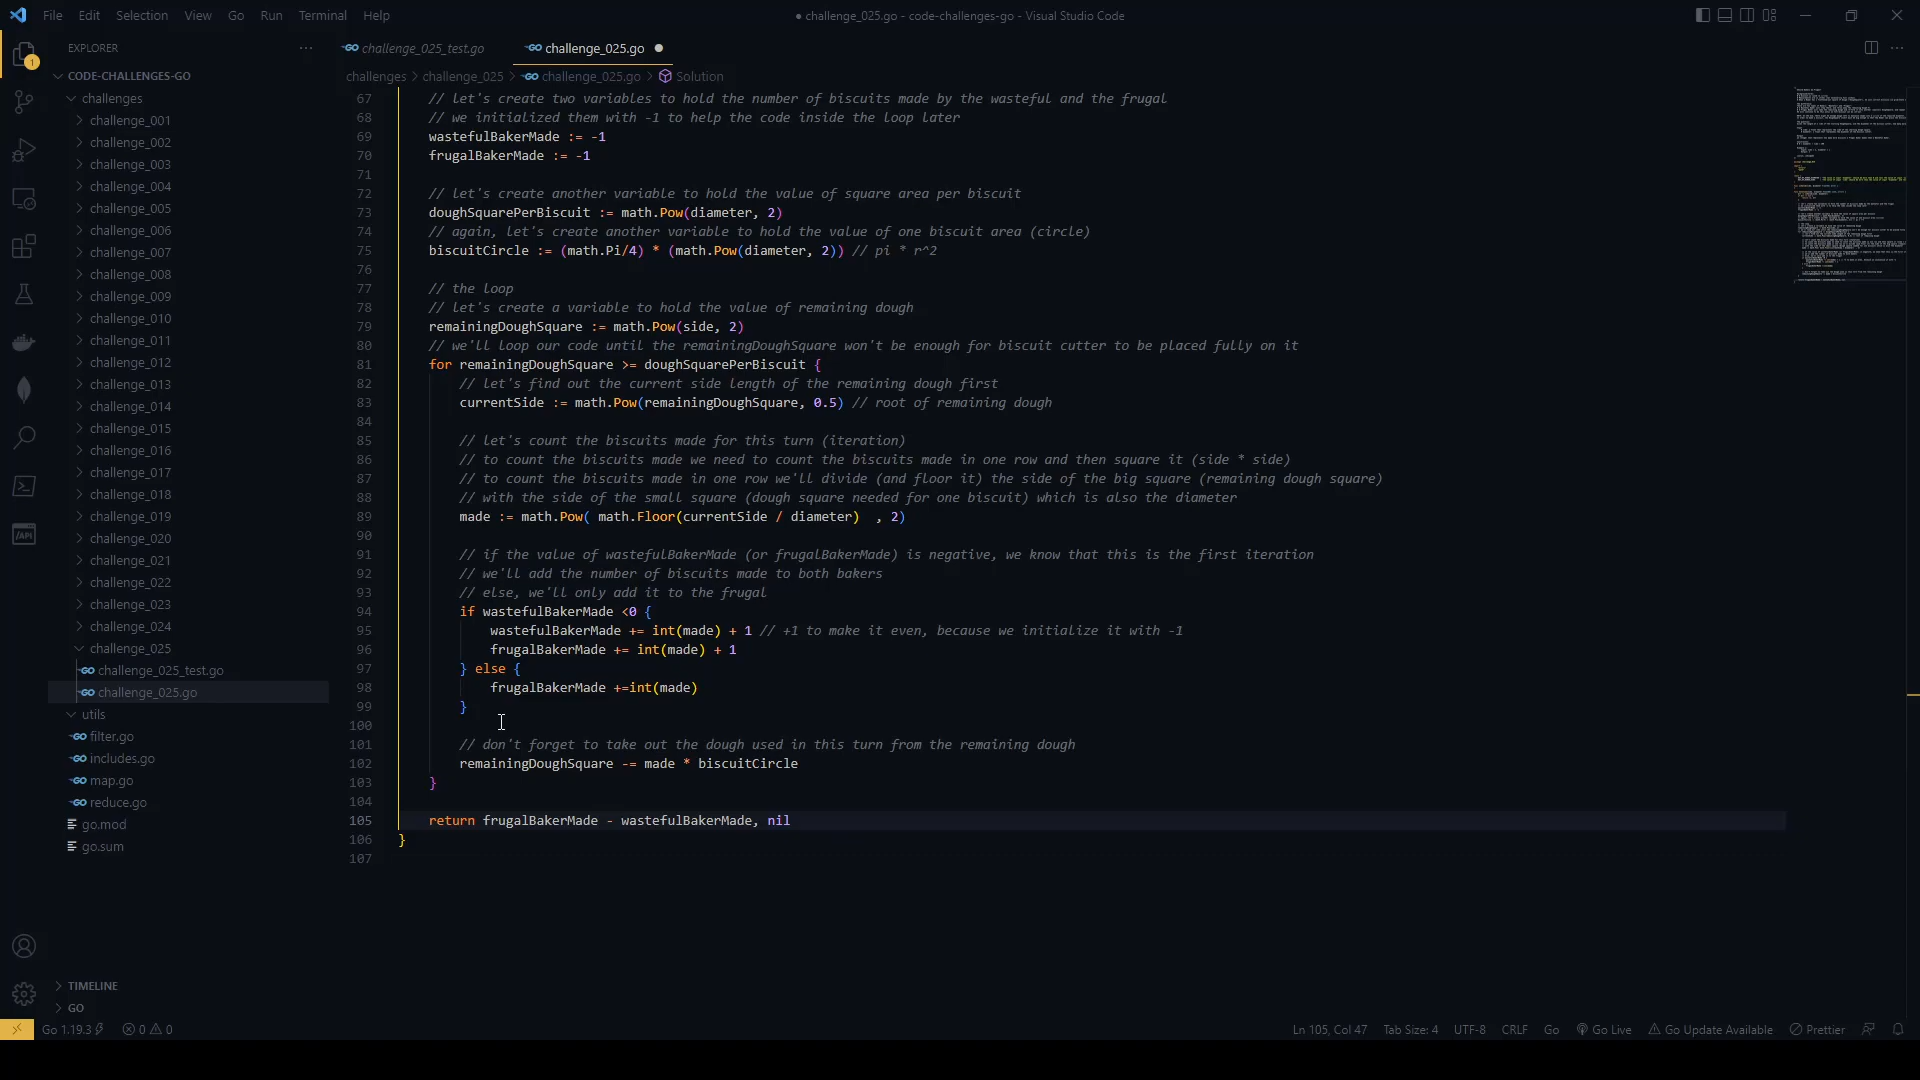 File Edit Selection View Go Run Terminal Help
● challenge_025.go - code-challenges-go - Visual Studio Code
EXPLORER
1
CODE-CHALLENGES-GO
challenges
challenge_001
challenge_002
challenge_003
challenge_004
challenge_005
challenge_006
challenge_007
challenge_008
challenge_009
challenge_010
challenge_011
challenge_012
challenge_013
challenge_014
challenge_015
challenge_016
challenge_017
challenge_018
challenge_019
challenge_020
challenge_021
challenge_022
challenge_023
challenge_024
challenge_025
GO challenge_025_test.go
GO challenge_025.go
utils
GO filter.go
GO includes.go
GO map.go
GO reduce.go
go.mod
go.sum
/API
TIMELINE
GO
GO challenge_025_test.go GO challenge_025.go ●
challenges > challenge_025 > GO challenge_025.go > Solution
67 // let's create two variables to hold the number of biscuits made by the wasteful and the frugal
68 // we initialized them with -1 to help the code inside the loop later
69 wastefulBakerMade := -1
70 frugalBakerMade := -1
71
72 // let's create another variable to hold the value of square area per biscuit
73 doughSquarePerBiscuit := math.Pow(diameter, 2)
74 // again, let's create another variable to hold the value of one biscuit area (circle)
75 biscuitCircle := (math.Pi/4) * (math.Pow(diameter, 2)) // pi * r^2
76
77 // the loop
78 // let's create a variable to hold the value of remaining dough
79 remainingDoughSquare := math.Pow(side, 2)
80 // we'll loop our code until the remainingDoughSquare won't be enough for biscuit cutter to be placed fully on it
81 for remainingDoughSquare >= doughSquarePerBiscuit {
82 // let's find out the current side length of the remaining dough first
83 currentSide := math.Pow(remainingDoughSquare, 0.5) // root of remaining dough
84
85 // let's count the biscuits made for this turn (iteration)
86 // to count the biscuits made we need to count the biscuits made in one row and then square it (side * side)
87 // to count the biscuits made in one row we'll divide (and floor it) the side of the big square (remaining dough square)
88 // with the side of the small square (dough square needed for one biscuit) which is also the diameter
89 made := math.Pow( math.Floor(currentSide / diameter)  , 2)
90
91 // if the value of wastefulBakerMade (or frugalBakerMade) is negative, we know that this is the first iteration
92 // we'll add the number of biscuits made to both bakers
93 // else, we'll only add it to the frugal
94 if wastefulBakerMade <0 {
95 wastefulBakerMade += int(made) + 1 // +1 to make it even, because we initialize it with -1
96 frugalBakerMade += int(made) + 1
97 } else {
98 frugalBakerMade +=int(made)
99 }
100
101 // don't forget to take out the dough used in this turn from the remaining dough
102 remainingDoughSquare -= made * biscuitCircle
103 }
104
105 return frugalBakerMade - wastefulBakerMade, nil
106 }
107
Go 1.19.3 0 0 Ln 105, Col 47 Tab Size: 4 UTF-8 CRLF Go Go Live Go Update Available Prettier